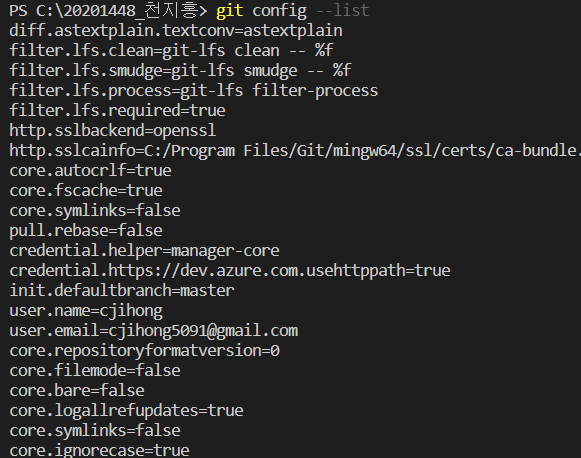 PS C:\20201448_천지홍> git config --list
diff.astextplain.textconv=astextplain
filter.lfs.clean=git-lfs clean -- %f
filter.lfs.smudge=git-lfs smudge -- %f
filter.lfs.process=git-lfs filter-process
filter.lfs.required=true
http.sslbackend=openssl
http.sslcainfo=C:/Program Files/Git/mingw64/ssl/certs/ca-bundle.
core.autocrlf=true
core.fscache=true
core.symlinks=false
pull.rebase=false
credential.helper=manager-core
credential.https://dev.azure.com.usehttppath=true
init.defaultbranch=master
user.name=cjihong
user.email=cjihong5091@gmail.com
core.repositoryformatversion=0
core.filemode=false
core.bare=false
core.logallrefupdates=true
core.symlinks=false
core.ignorecase=true